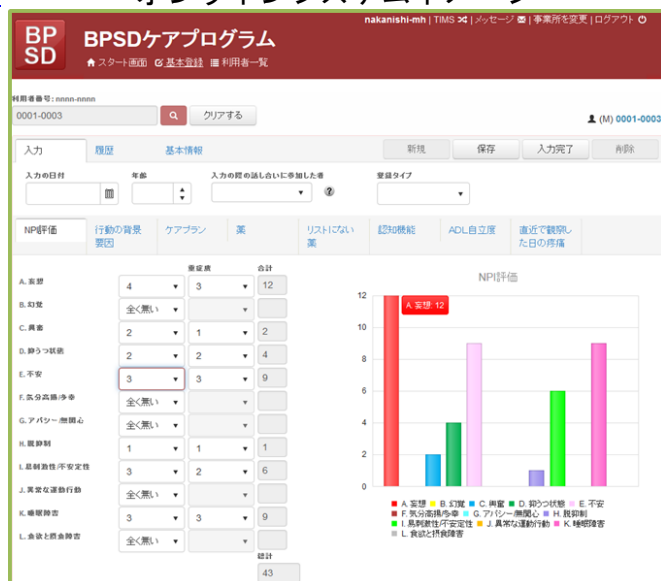 nakanishi-mh | TIMS | メッセージ | 事業所を変更 | ログアウト
BP
SD
BPSDケアプログラム
スタート画面 基本登録 利用者一覧
利用者番号: nnnn-nnnn
0001-0003 クリアする
(M) 0001-0003
入力 履歴 基本情報 新規 保存 入力完了 削除
入力の日付 年齢 入力の際の話し合いに参加した者 登録タイプ
NPI評価 行動の背景要因 ケアプラン 薬 リストにない薬 認知機能 ADL自立度 直近で観察した日の疼痛
重症度 合計
A. 妄想 4 3 12
B. 幻覚 全く無い
C. 興奮 2 1 2
D. 抑うつ状態 2 2 4
E. 不安 3 3 9
F. 気分高揚/多幸 全く無い
G. アパシー/無関心 全く無い
H. 脱抑制 1 1 1
I. 易刺激性/不安定性 3 2 6
J. 異常な運動行動 全く無い
K. 睡眠障害 3 3 9
L. 食欲と摂食障害 全く無い
総計
43
NPI評価
12
A. 妄想: 12
10
8
6
4
2
0
A. 妄想 B. 幻覚 C. 興奮 D. 抑うつ状態 E. 不安
F. 気分高揚/多幸 G. アパシー/無関心 H. 脱抑制
I. 易刺激性/不安定性 J. 異常な運動行動 K. 睡眠障害
L. 食欲と摂食障害